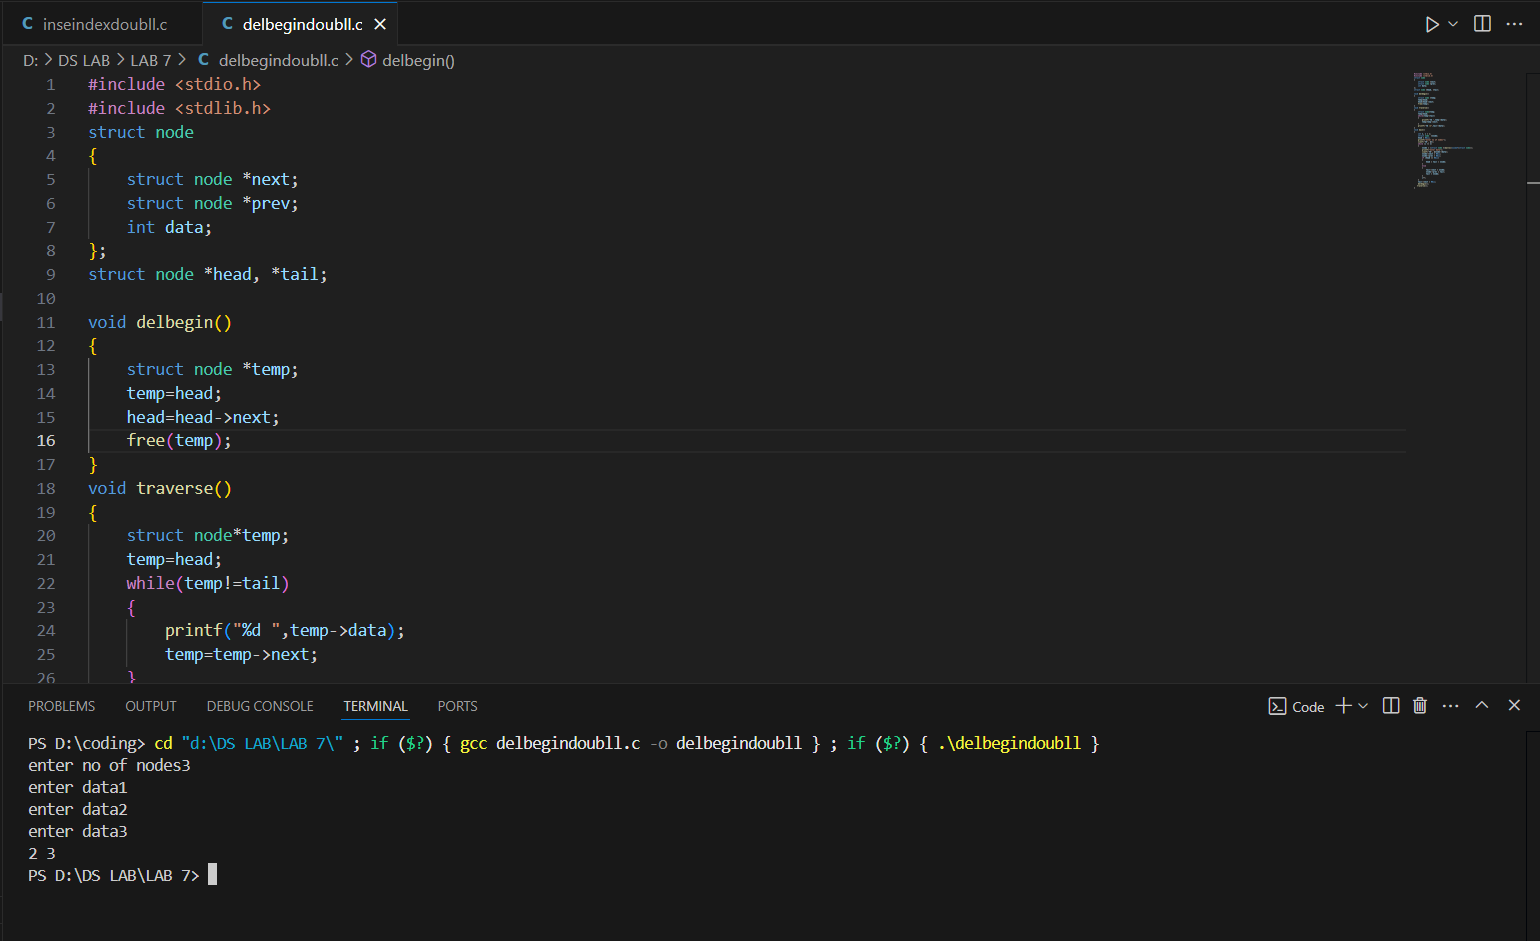 C inseindexdoubll.c C delbegindoubll.c
D: > DS LAB > LAB 7 > C delbegindoubll.c > delbegin()
1 #include <stdio.h>
2 #include <stdlib.h>
3 struct node
4 {
5 struct node *next;
6 struct node *prev;
7 int data;
8 };
9 struct node *head, *tail;
10
11 void delbegin()
12 {
13 struct node *temp;
14 temp=head;
15 head=head->next;
16 free(temp);
17 }
18 void traverse()
19 {
20 struct node*temp;
21 temp=head;
22 while(temp!=tail)
23 {
24 printf("%d ",temp->data);
25 temp=temp->next;
26 }
PROBLEMS OUTPUT DEBUG CONSOLE TERMINAL PORTS Code
PS D:\coding> cd "d:\DS LAB\LAB 7\" ; if ($?) { gcc delbegindoubll.c -o delbegindoubll } ; if ($?) { .\delbegindoubll }
enter no of nodes3
enter data1
enter data2
enter data3
2 3
PS D:\DS LAB\LAB 7>